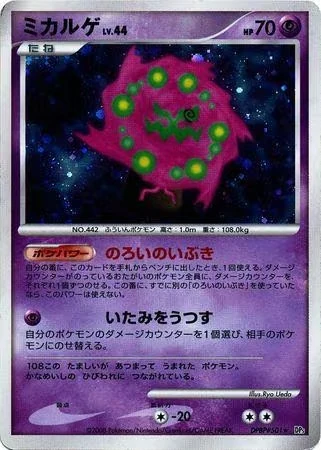 ミカルゲ LV.44 HP 70
たね
NO.442 ふういんポケモン 高さ:1.0m 重さ:108.0kg
ポケパワー のろいのいぶき
自分の番に、このカードを手札からベンチに出したとき、1回使える。ダメージ
カウンターがのっているおたがいのポケモン全員に、ダメージカウンターを、
それぞれ1個ずつのせる。この番に、すでに別の「のろいのいぶき」を使っていた
なら、このパワーは使えない。
いたみをうつす
自分のポケモンのダメージカウンターを1個選び、相手のポケ
モンにのせ替える。
108この たましいが あつまって うまれた ポケモン。
かなめいしの ひびわれに つながれている。
Illus.Ryo Ueda
弱点 抵抗力 -20 DPBP#501
©2008 Pokémon/Nintendo/Creatures/GAME FREAK.